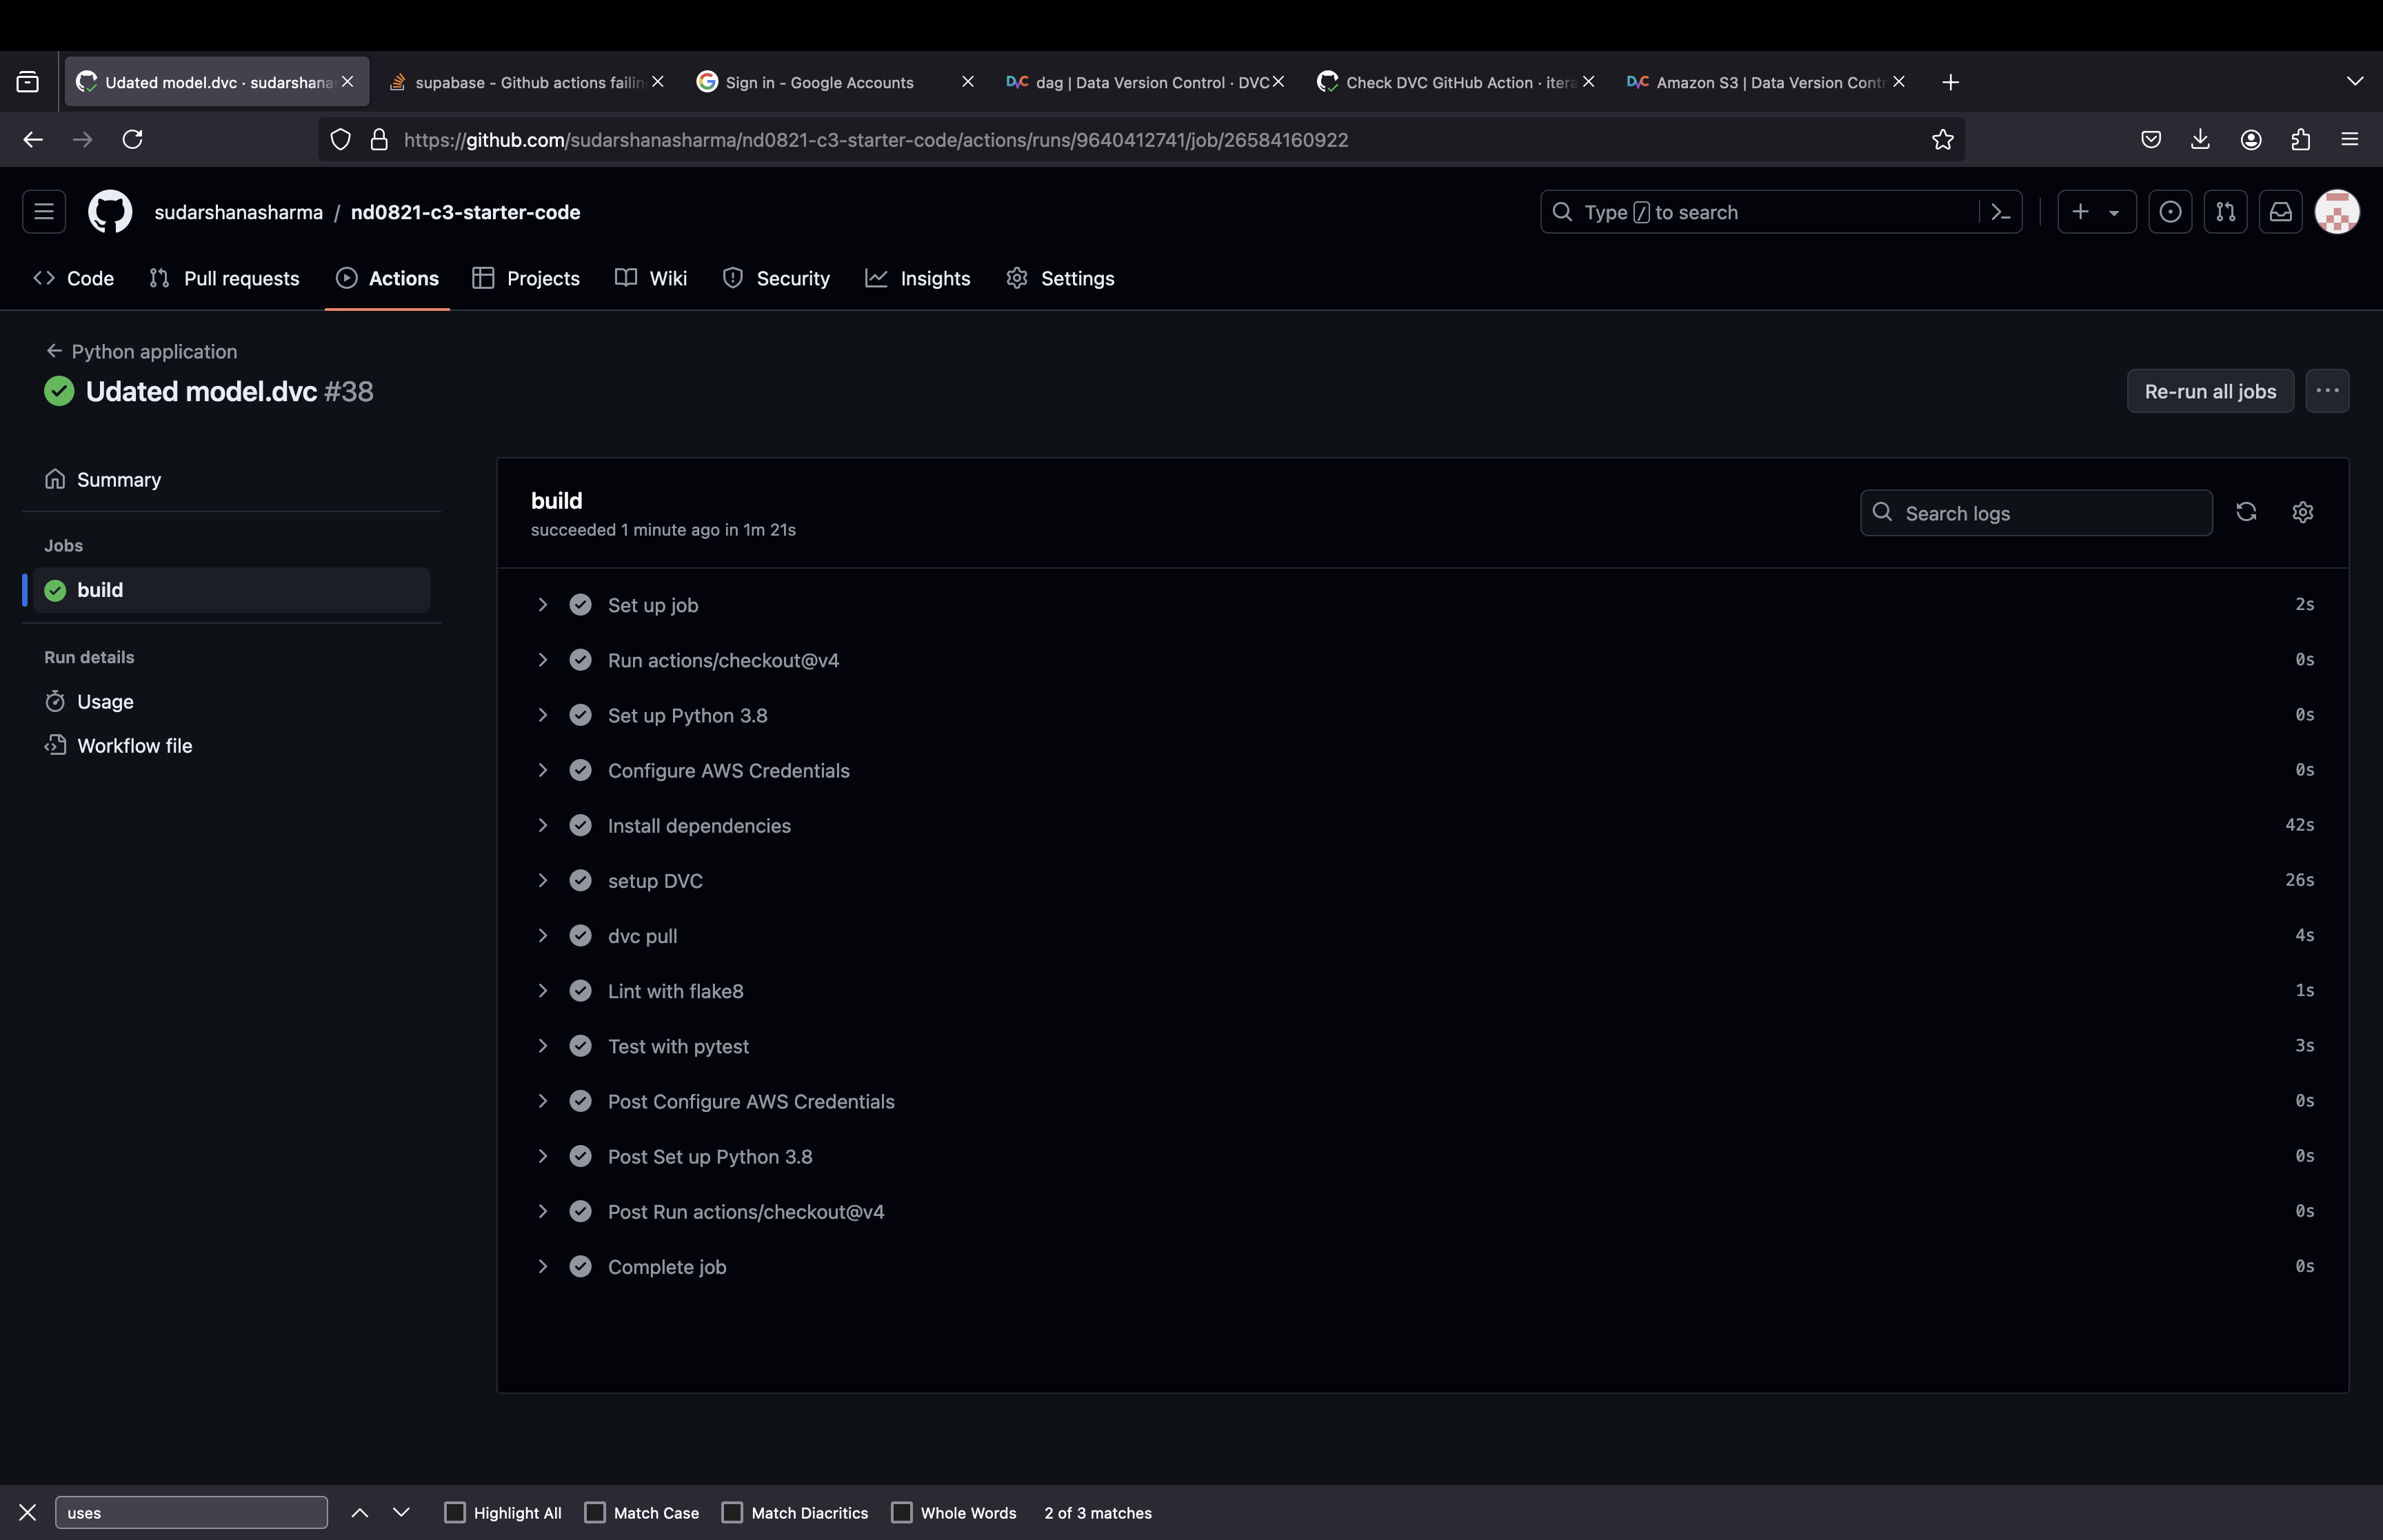 Udated model.dvc · sudarshana
supabase - Github actions failin
Sign in - Google Accounts
DVC dag | Data Version Control · DVC
Check DVC GitHub Action · itera
DVC Amazon S3 | Data Version Contr
https://github.com/sudarshanasharma/nd0821-c3-starter-code/actions/runs/9640412741/job/26584160922
sudarshanasharma / nd0821-c3-starter-code
Type / to search
Code
Pull requests
Actions
Projects
Wiki
Security
Insights
Settings
Python application
Udated model.dvc #38
Re-run all jobs
Summary
Jobs
build
Run details
Usage
Workflow file
build
succeeded 1 minute ago in 1m 21s
Search logs
Set up job 2s
Run actions/checkout@v4 0s
Set up Python 3.8 0s
Configure AWS Credentials 0s
Install dependencies 42s
setup DVC 26s
dvc pull 4s
Lint with flake8 1s
Test with pytest 3s
Post Configure AWS Credentials 0s
Post Set up Python 3.8 0s
Post Run actions/checkout@v4 0s
Complete job 0s
uses
Highlight All
Match Case
Match Diacritics
Whole Words
2 of 3 matches